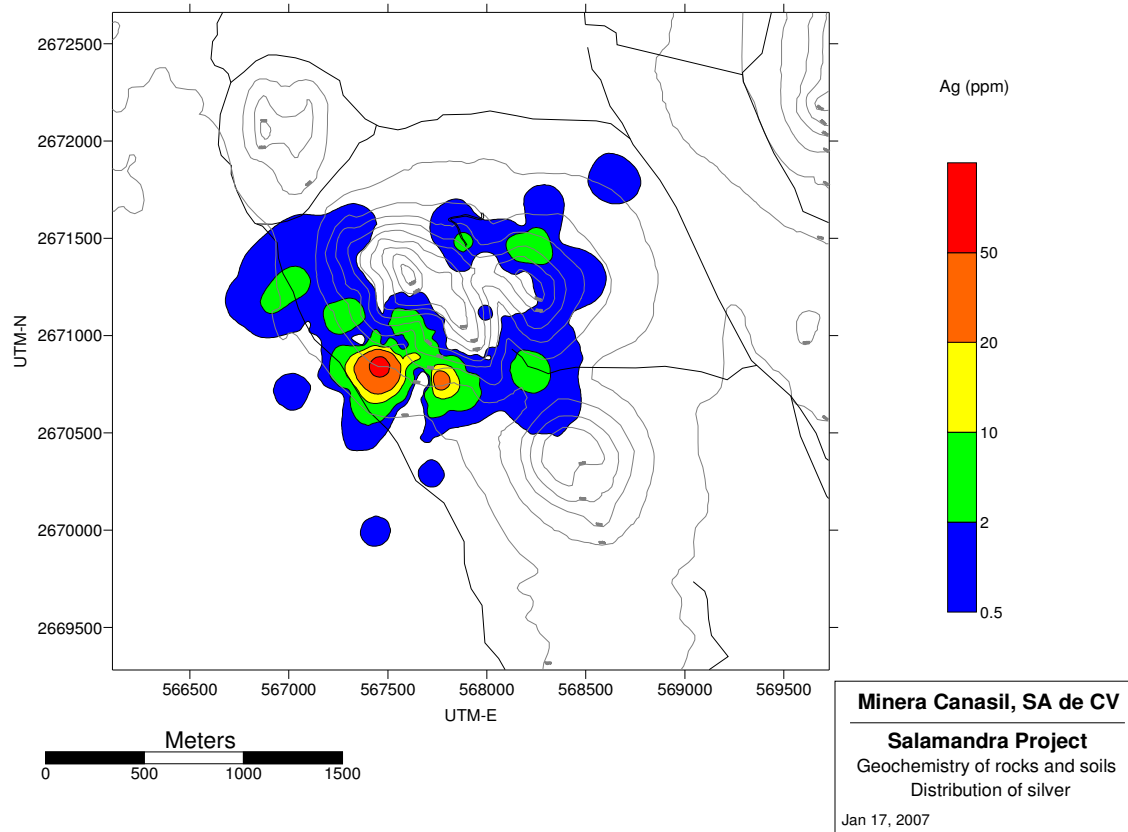 2672500
2672000
2671500
2671000
2670500
2670000
2669500
UTM-N
566500 567000 567500 568000 568500 569000 569500
UTM-E
Ag (ppm)
50
20
10
2
0.5
Meters
0 500 1000 1500
Minera Canasil, SA de CV
Salamandra Project
Geochemistry of rocks and soils
Distribution of silver
Jan 17, 2007